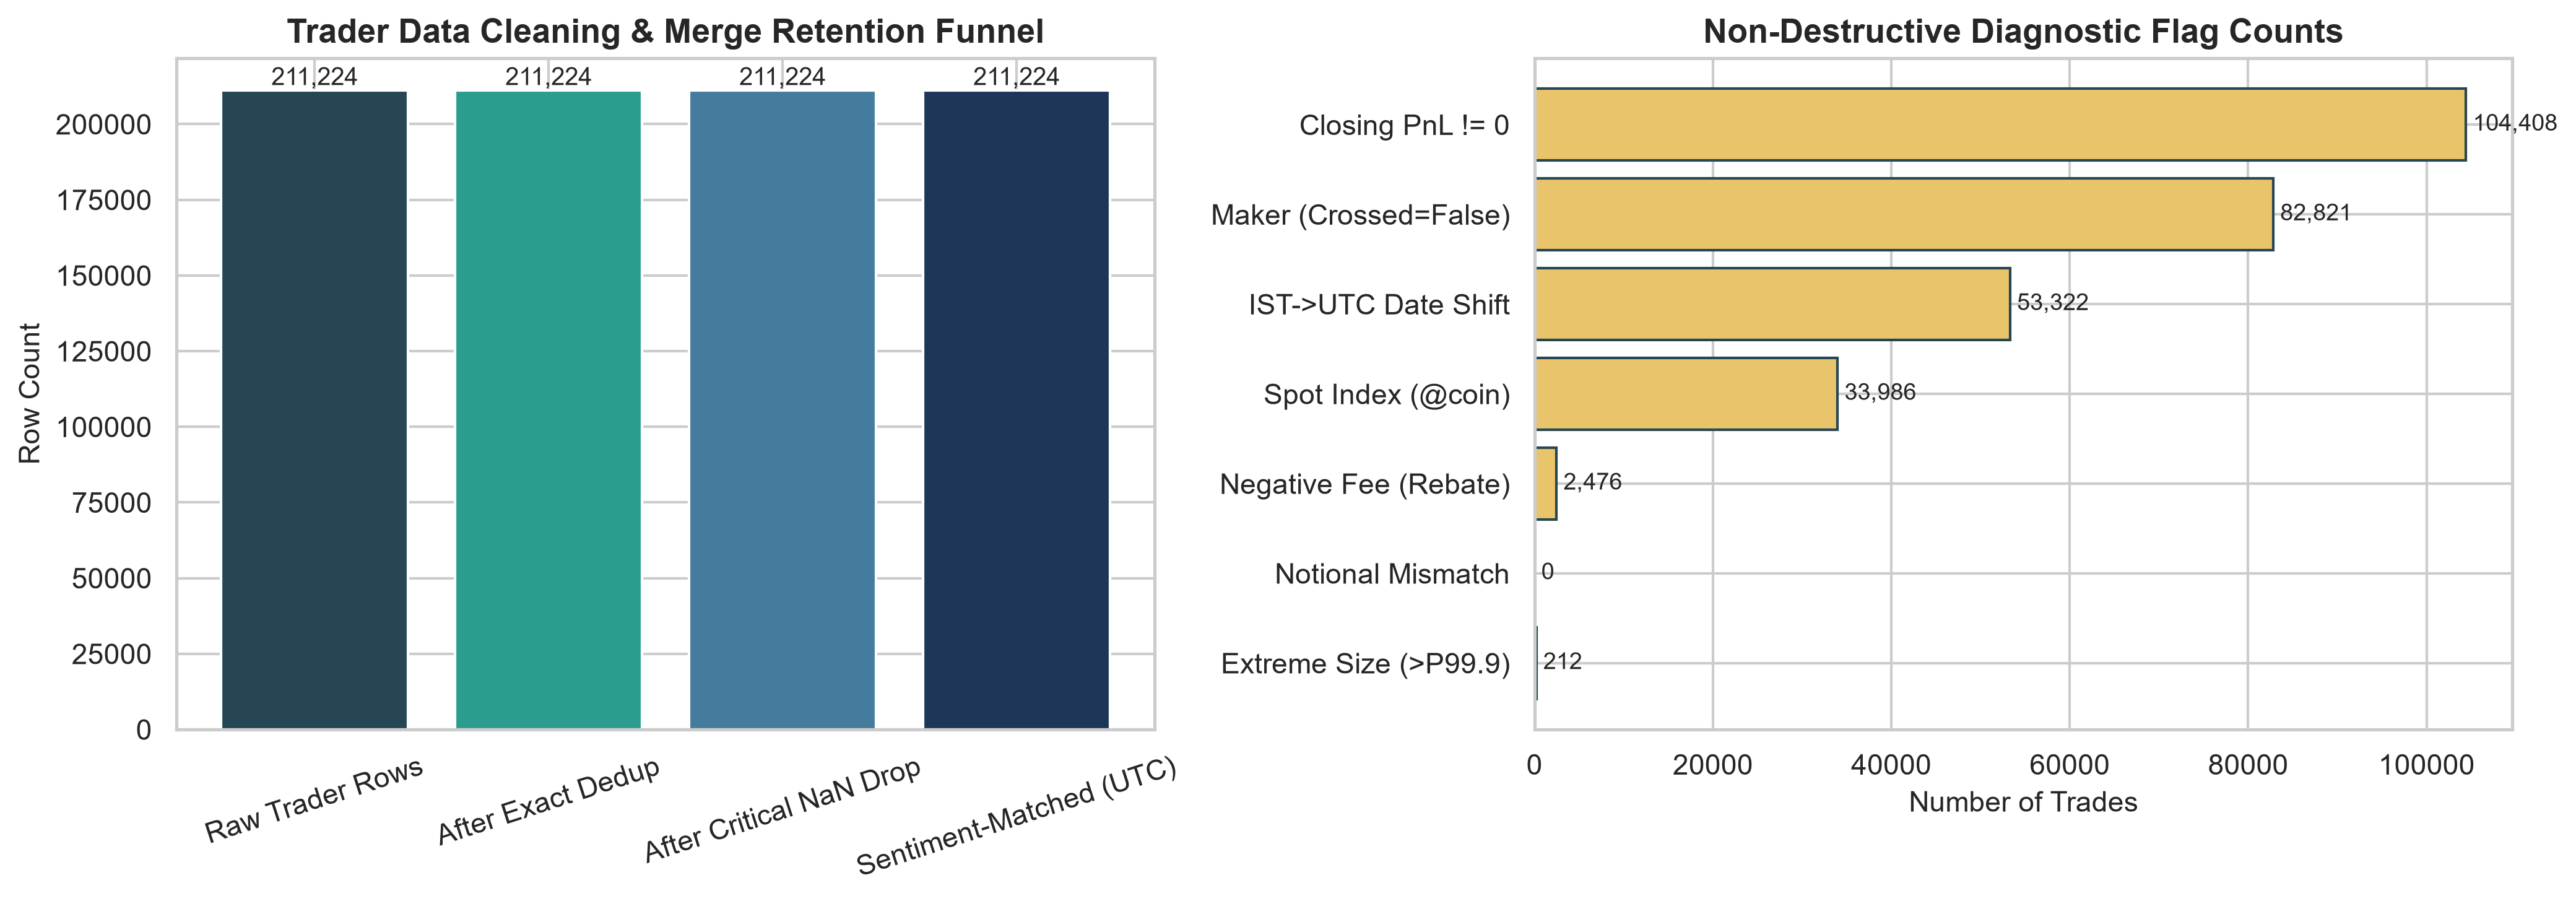 Trader Data Cleaning & Merge Retention Funnel
211,224
211,224
211,224
211,224
Row Count
200000
175000
150000
125000
100000
75000
50000
25000
0
Raw Trader Rows
After Exact Dedup
After Critical NaN Drop
Sentiment-Matched (UTC)
Non-Destructive Diagnostic Flag Counts
Closing PnL != 0
104,408
Maker (Crossed=False)
82,821
IST->UTC Date Shift
53,322
Spot Index (@coin)
33,986
Negative Fee (Rebate)
2,476
Notional Mismatch
0
Extreme Size (>P99.9)
212
0
20000
40000
60000
80000
100000
Number of Trades